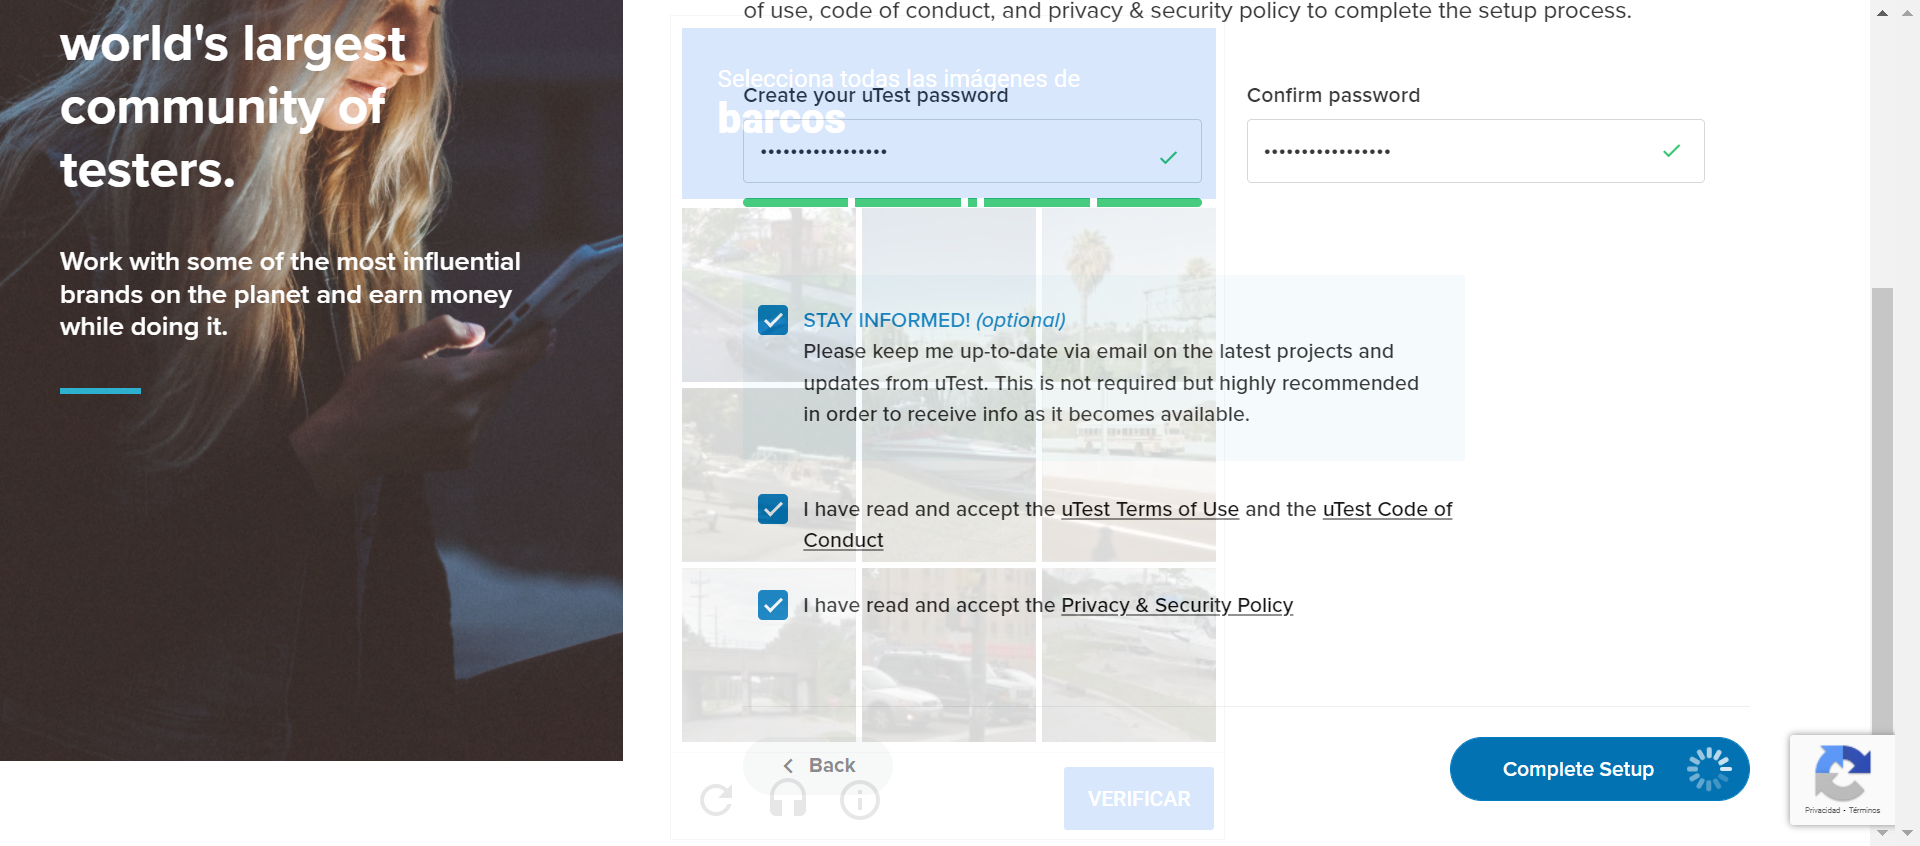 world's largest
community of
testers.
Work with some of the most influential
brands on the planet and earn money
while doing it.
of use, code of conduct, and privacy & security policy to complete the setup process.
Selecciona todas las imágenes de
barcos
Create your uTest password
Confirm password
•••••••••••••••••
•••••••••••••••••
STAY INFORMED! (optional)
Please keep me up-to-date via email on the latest projects and
updates from uTest. This is not required but highly recommended
in order to receive info as it becomes available.
I have read and accept the uTest Terms of Use and the uTest Code of
Conduct
I have read and accept the Privacy & Security Policy
Back
VERIFICAR
Complete Setup
Privacidad - Términos